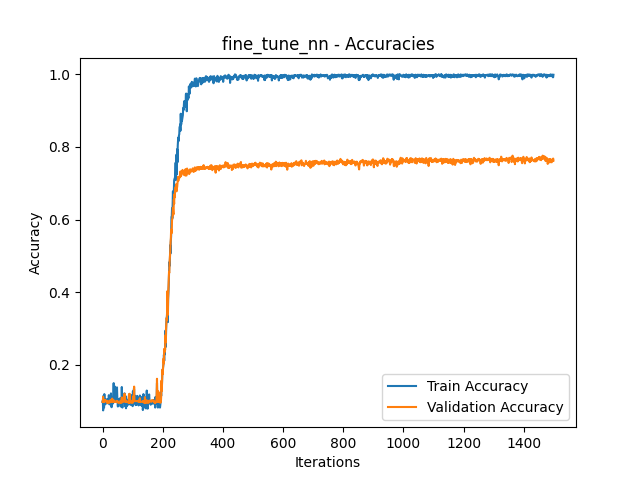 fine_tune_nn - Accuracies
1.0
0.8
0.6
0.4
0.2
Accuracy
0 200 400 600 800 1000 1200 1400
Iterations
Train Accuracy
Validation Accuracy